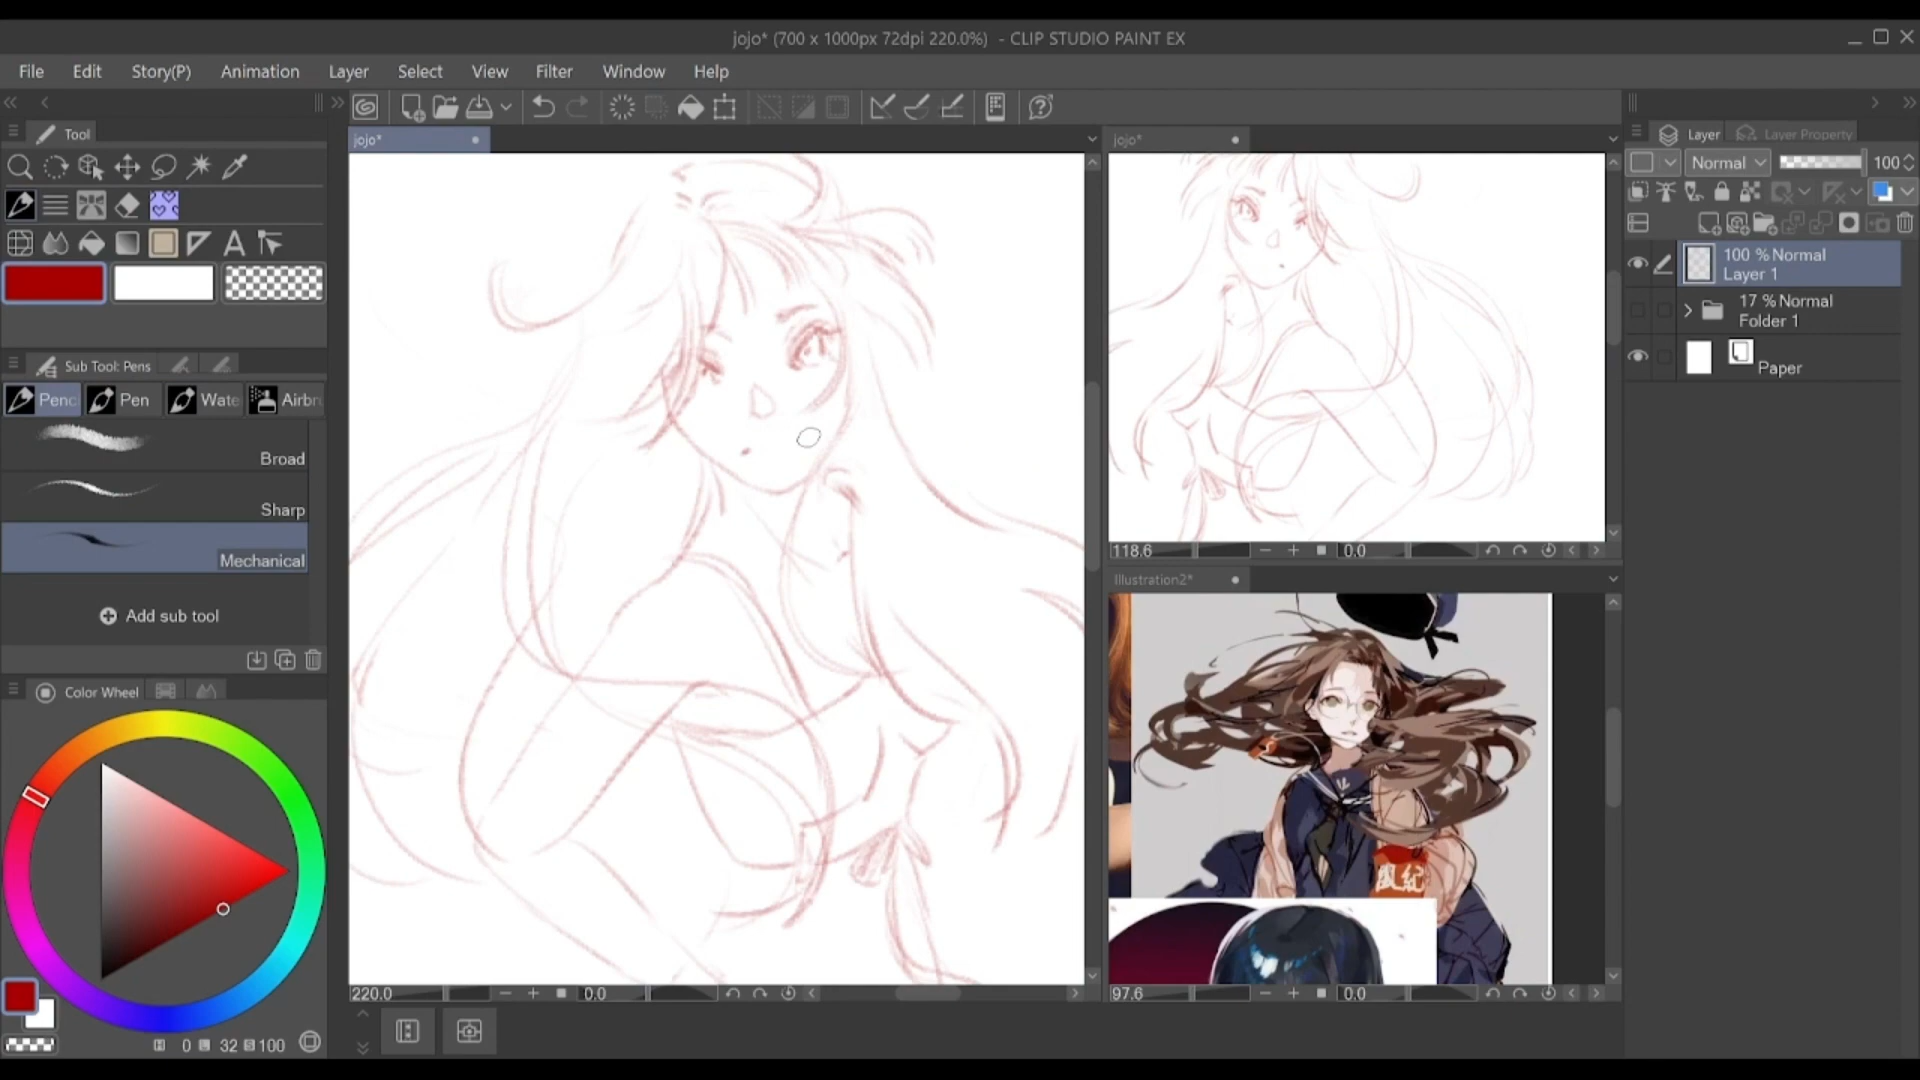 jojo* (700 x 1000px 72dpi 220.0%)  - CLIP STUDIO PAINT EX
File Edit Story(P) Animation Layer Select View Filter Window Help
Tool
jojo*
jojo*
Layer Layer Property
Normal 100
100 % Normal
Layer 1
17 % Normal
Folder 1
Paper
Sub Tool: Pens
Penc Pen Wate Airbru
Broad
Sharp
Mechanical
Add sub tool
Color Wheel
0 32 100
220.0 0.0
118.6 0.0
Illustration2*
風紀
97.6 0.0